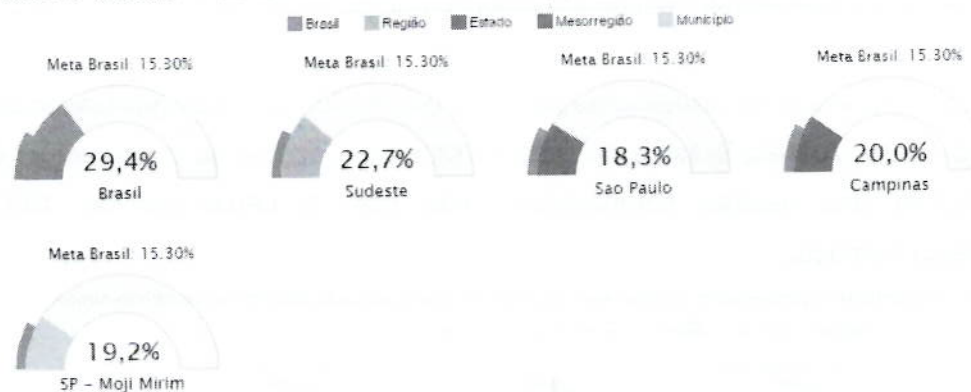 Brasil Região Estado Mesorregião Município
Meta Brasil: 15.30% Meta Brasil: 15.30% Meta Brasil: 15.30% Meta Brasil: 15.30%
29,4% 22,7% 18,3% 20,0%
Brasil Sudeste Sao Paulo Campinas
Meta Brasil: 15.30%
19,2%
SP - Moji Mirim